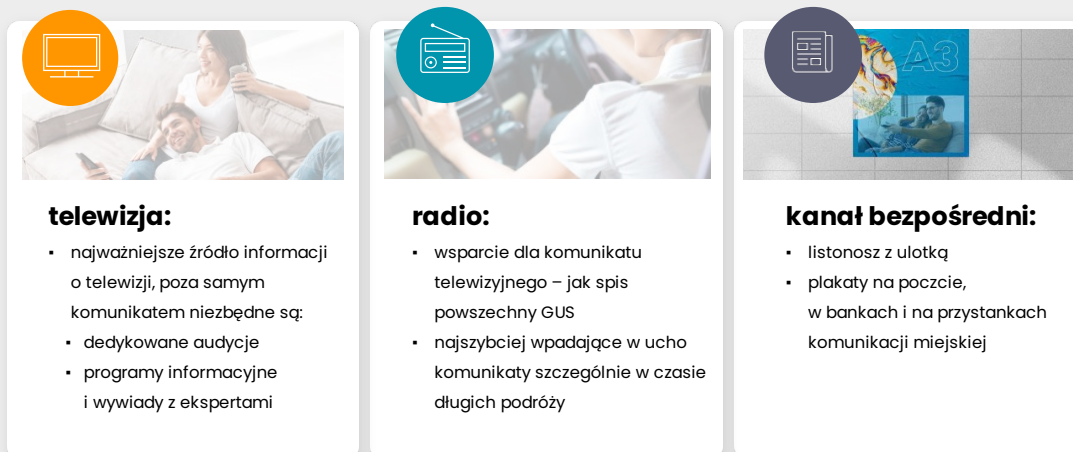 A3
telewizja:
▪ najważniejsze źródło informacji
o telewizji, poza samym
komunikatem niezbędne są:
▪ dedykowane audycje
▪ programy informacyjne
i wywiady z ekspertami
radio:
▪ wsparcie dla komunikatu
telewizyjnego – jak spis
powszechny GUS
▪ najszybciej wpadające w ucho
komunikaty szczególnie w czasie
długich podróży
kanał bezpośredni:
▪ listonosz z ulotką
▪ plakaty na poczcie,
w bankach i na przystankach
komunikacji miejskiej